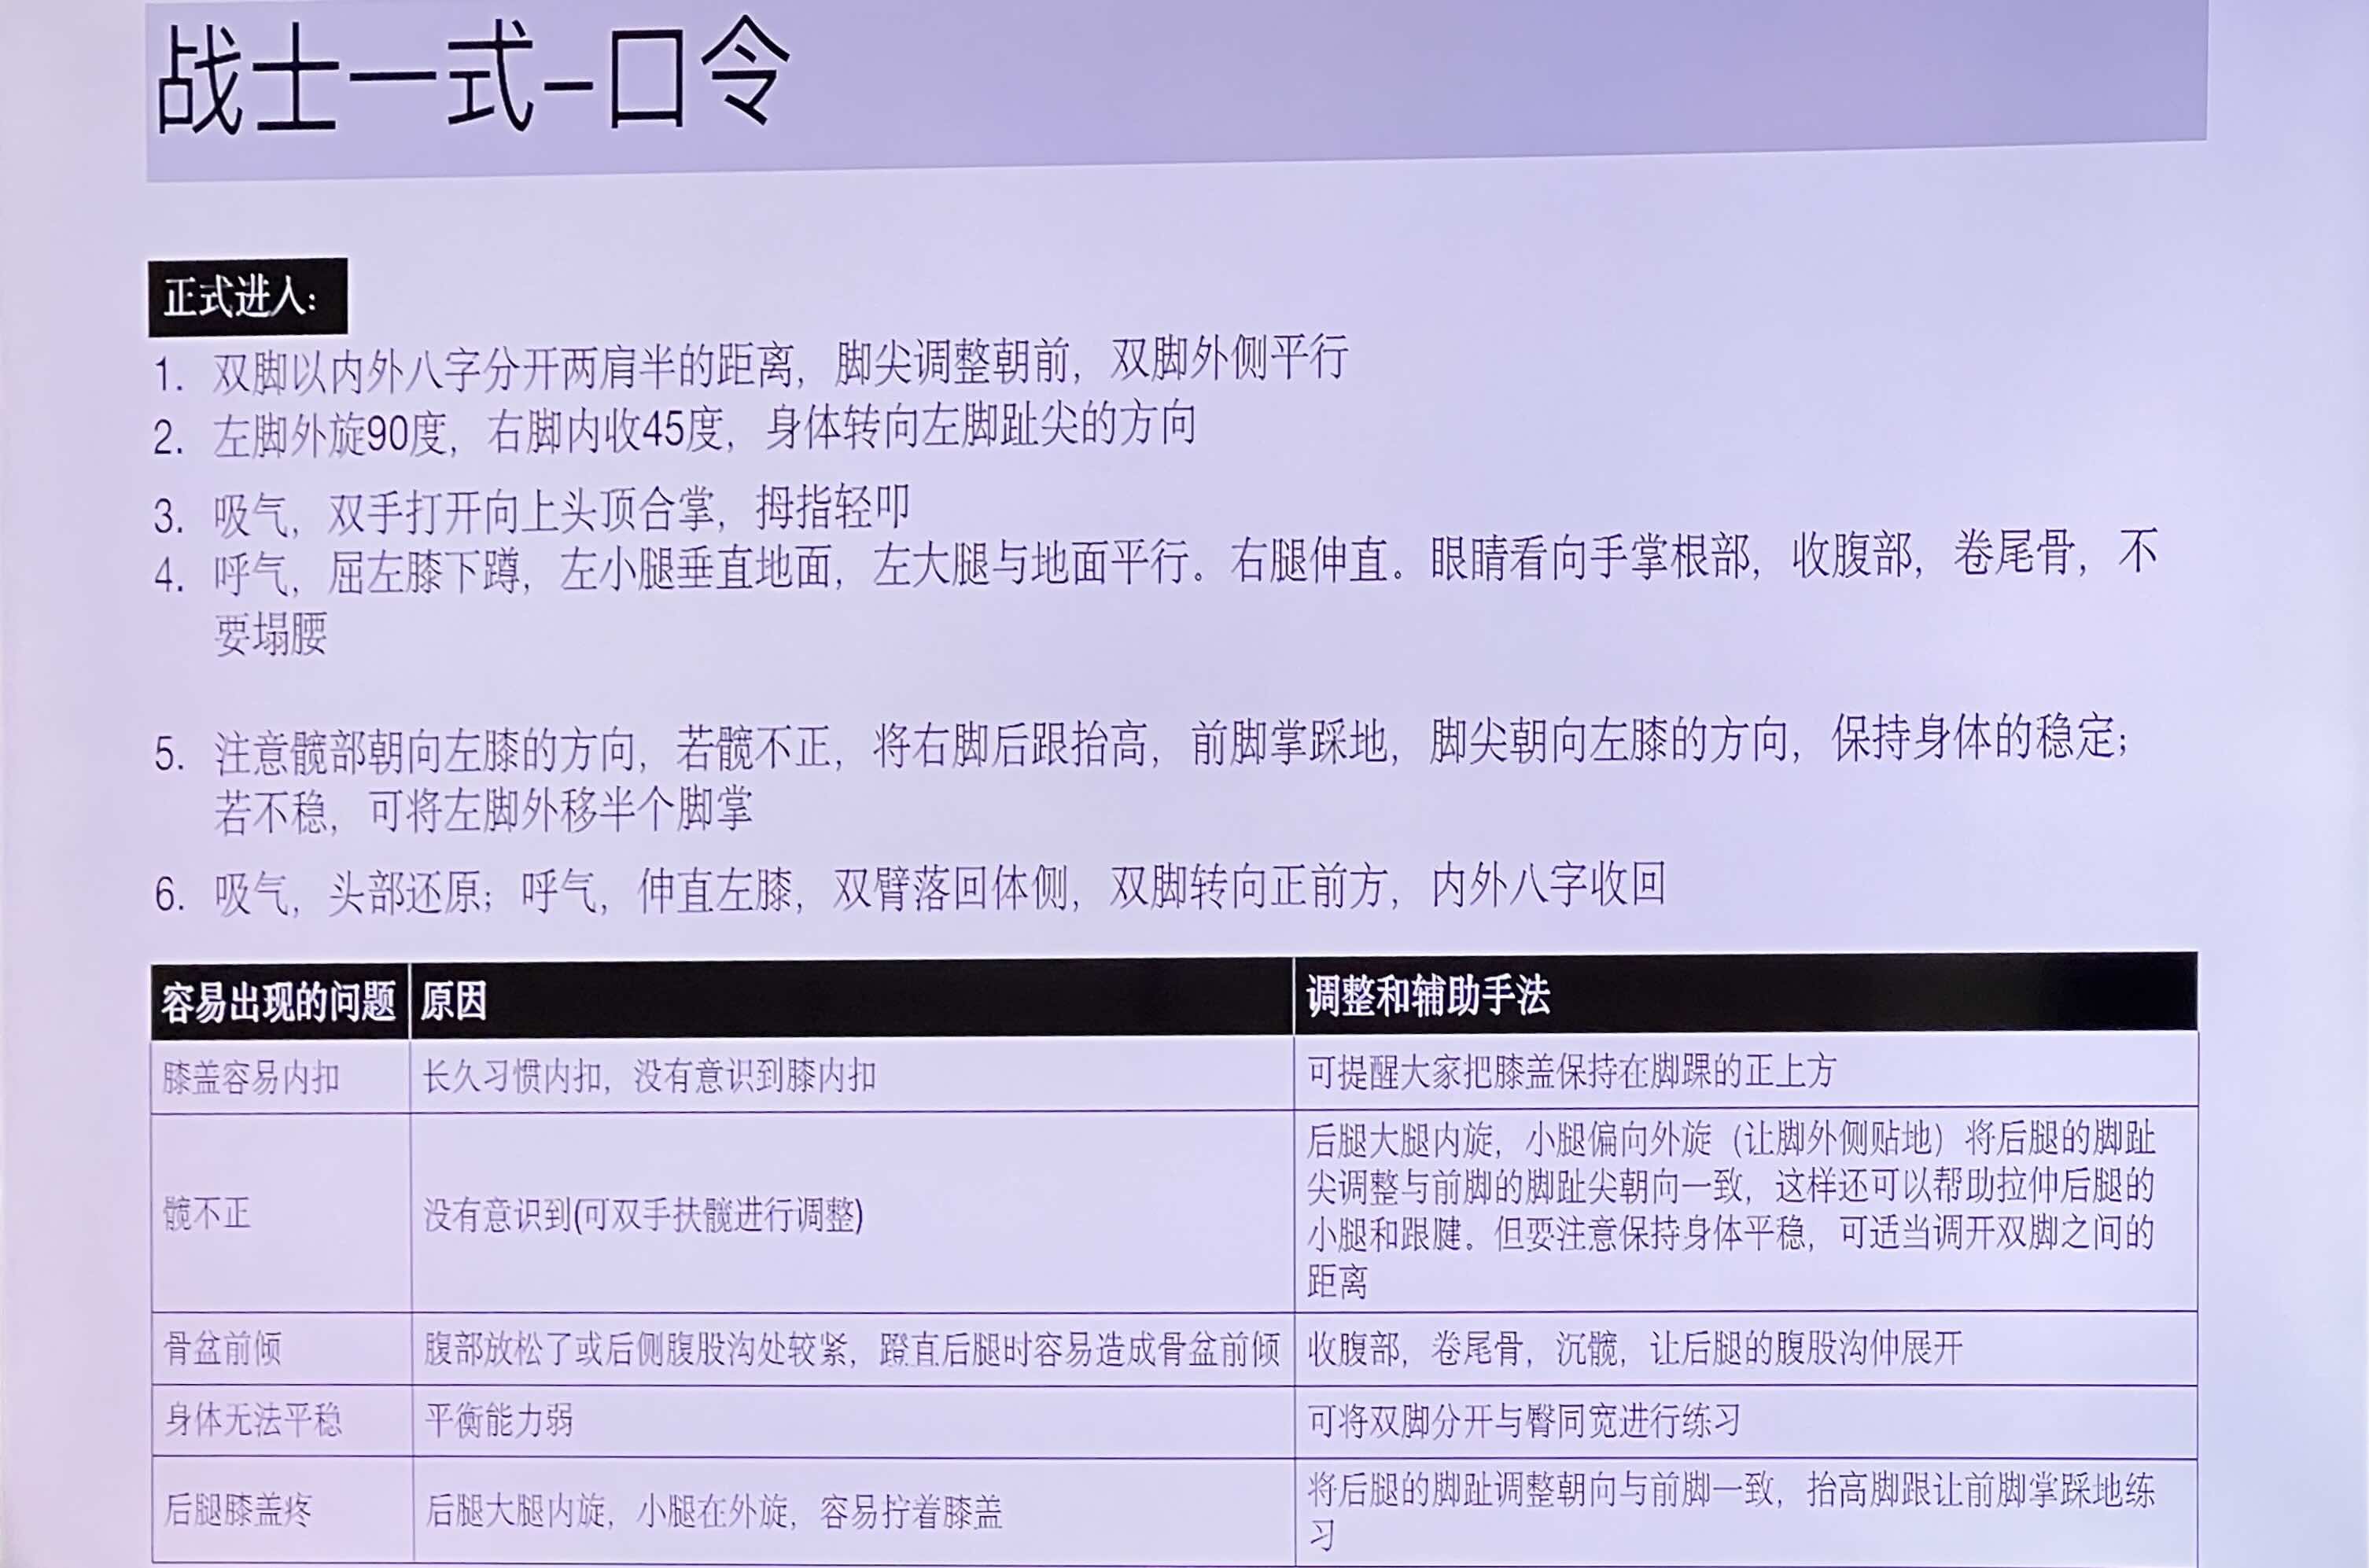 战士一式-口令
正式进入：
1. 双脚以内外八字分开两肩半的距离，脚尖调整朝前，双脚外侧平行
2. 左脚外旋90度，右脚内收45度，身体转向左脚趾尖的方向
3. 吸气，双手打开向上头顶合掌，拇指轻叩
4. 呼气，屈左膝下蹲，左小腿垂直地面，左大腿与地面平行。右腿伸直。眼睛看向手掌根部，收腹部，卷尾骨，不
要塌腰
5. 注意髋部朝向左膝的方向，若髋不正，将右脚后跟抬高，前脚掌踩地，脚尖朝向左膝的方向，保持身体的稳定；
若不稳，可将左脚外移半个脚掌
6. 吸气，头部还原；呼气，伸直左膝，双臂落回体侧，双脚转向正前方，内外八字收回
容易出现的问题 原因 调整和辅助手法
膝盖容易内扣 长久习惯内扣，没有意识到膝内扣 可提醒大家把膝盖保持在脚踝的正上方
髋不正 没有意识到(可双手扶髋进行调整) 后腿大腿内旋，小腿偏向外旋（让脚外侧贴地）将后腿的脚趾
尖调整与前脚的脚趾尖朝向一致，这样还可以帮助拉伸后腿的
小腿和跟腱。但要注意保持身体平稳，可适当调开双脚之间的
距离
骨盆前倾 腹部放松了或后侧腹股沟处较紧，蹬直后腿时容易造成骨盆前倾 收腹部，卷尾骨，沉髋，让后腿的腹股沟伸展开
身体无法平稳 平衡能力弱 可将双脚分开与臀同宽进行练习
后腿膝盖疼 后腿大腿内旋，小腿在外旋，容易拧着膝盖 将后腿的脚趾调整朝向与前脚一致，抬高脚跟让前脚掌踩地练
习